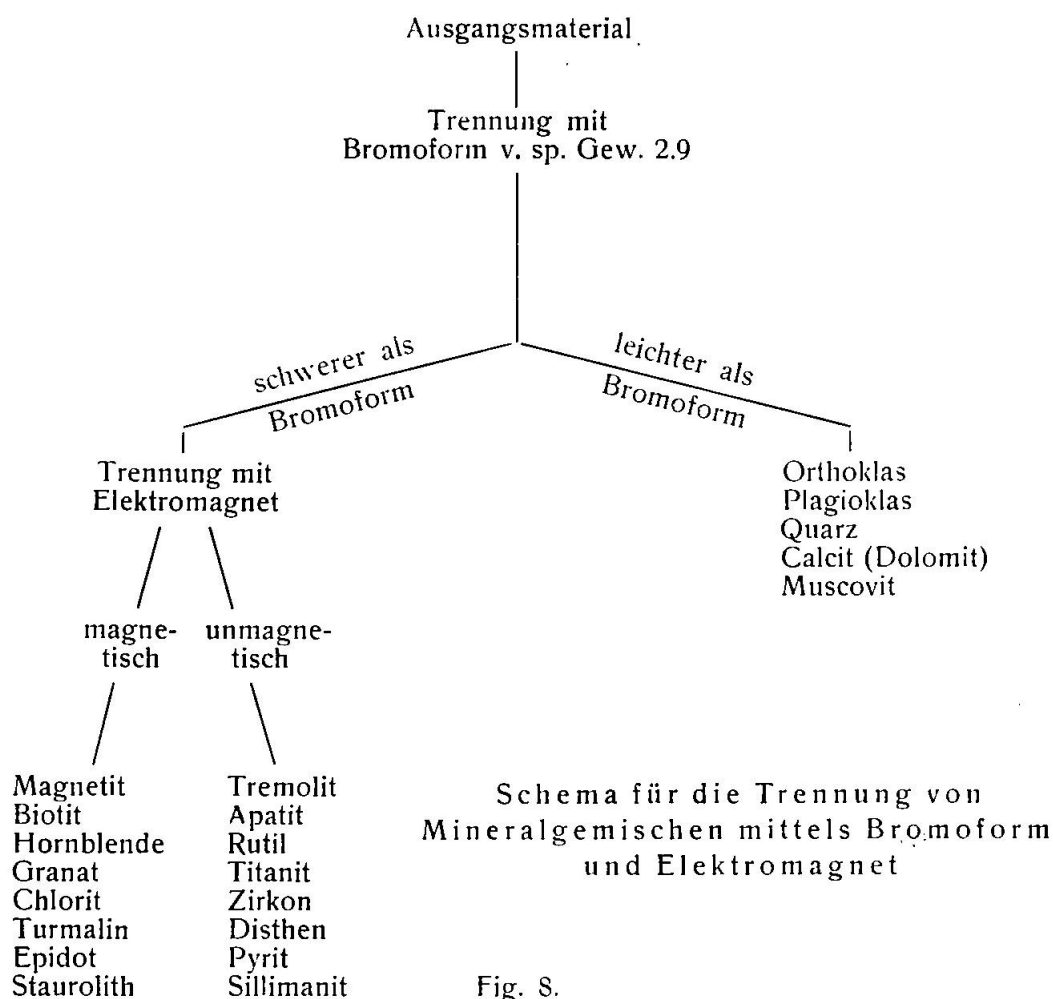 Ausgangsmaterial
Trennung mit
Bromoform v. sp. Gew. 2.9
schwerer als
Bromoform
leichter als
Bromoform
Trennung mit
Elektromagnet
Orthoklas
Plagioklas
Quarz
Calcit (Dolomit)
Muscovit
magne-
tisch
unmagne-
tisch
Magnetit
Biotit
Hornblende
Granat
Chlorit
Turmalin
Epidot
Staurolith
Tremolit
Apatit
Rutil
Titanit
Zirkon
Disthen
Pyrit
Sillimanit
Schema für die Trennung von
Mineralgemischen mittels Bromoform
und Elektromagnet
Fig. 8.